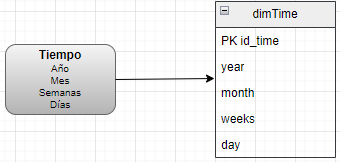 Tiempo
Año
Mes
Semanas
Días
dimTime
PK id_time
year
month
weeks
day